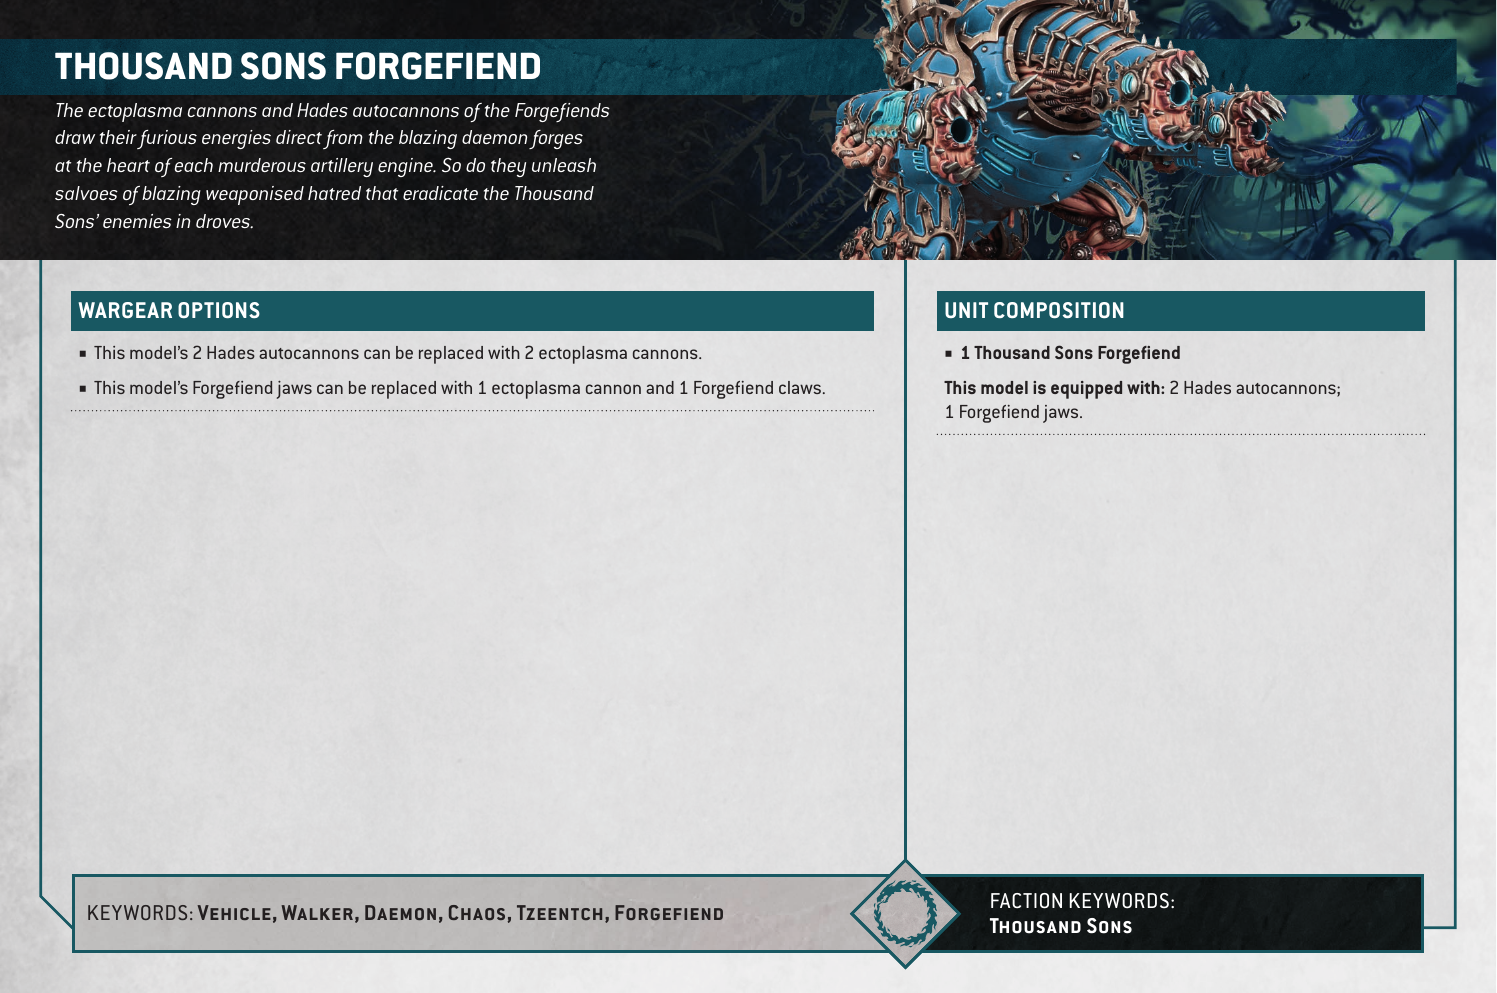 THOUSAND SONS FORGEFIEND
The ectoplasma cannons and Hades autocannons of the Forgefiends
draw their furious energies direct from the blazing daemon forges
at the heart of each murderous artillery engine. So do they unleash
salvoes of blazing weaponised hatred that eradicate the Thousand
Sons’ enemies in droves.
WARGEAR OPTIONS
▪ This model’s 2 Hades autocannons can be replaced with 2 ectoplasma cannons.
▪ This model’s Forgefiend jaws can be replaced with 1 ectoplasma cannon and 1 Forgefiend claws.
UNIT COMPOSITION
▪ 1 Thousand Sons Forgefiend
This model is equipped with: 2 Hades autocannons;
1 Forgefiend jaws.
KEYWORDS: Vehicle, Walker, Daemon, Chaos, Tzeentch, Forgefiend
FACTION KEYWORDS:
Thousand Sons